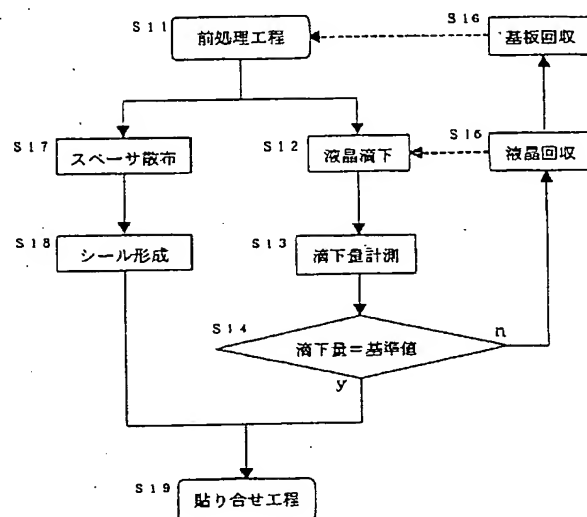 S11
前処理工程
S16
基板回収
S17
スペーサ散布
S12
液晶滴下
S15
液晶回収
S18
シール形成
S13
滴下量計測
S14
滴下量=基準値
n
y
S19
貼り合せ工程